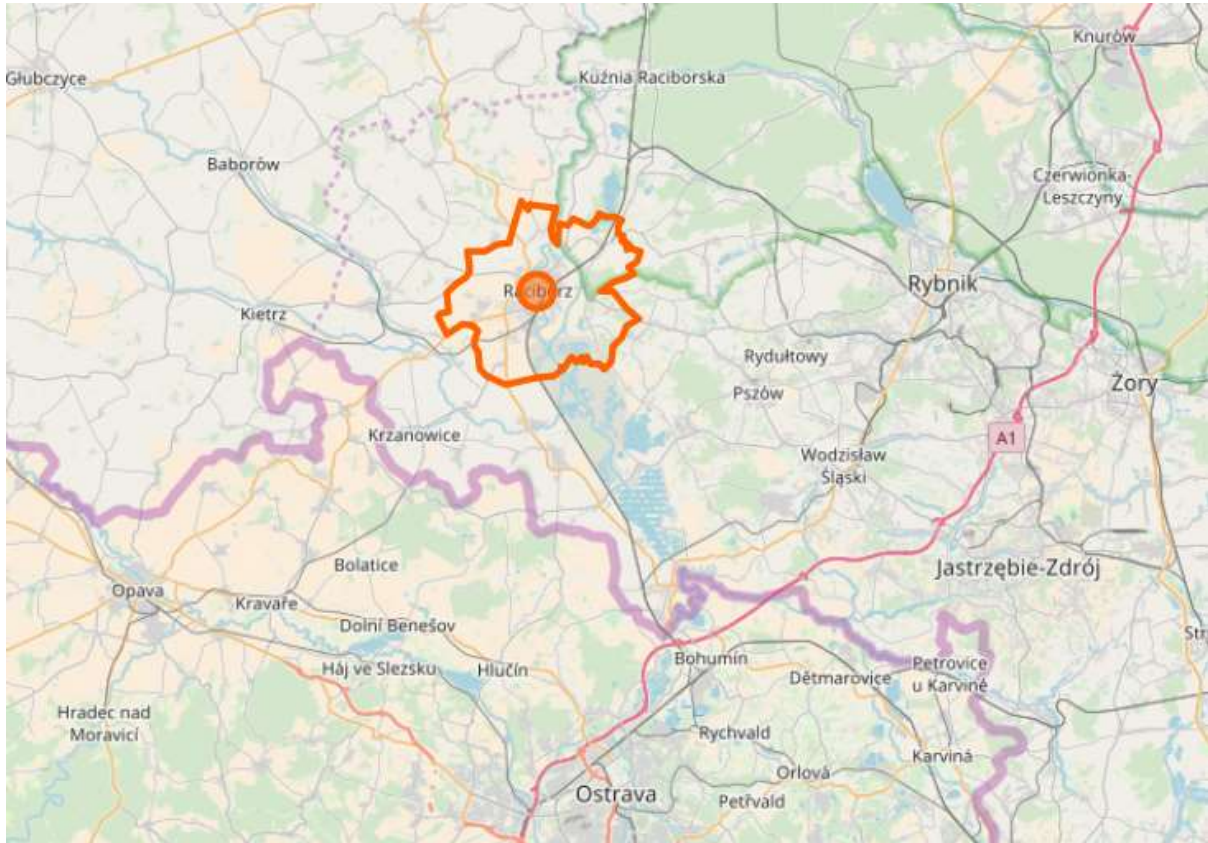 Knurów
Głubczyce
Kuźnia Raciborska
Baborów
Czerwionka-
Leszczyny
Racibórz
Rybnik
Kietrz
Rydułtowy
Żory
Pszów
Krzanowice
A1
Wodzisław
Śląski
Bolatice
Jastrzębie-Zdrój
Opava
Kravaře
Dolní Benešov
Str
Háj ve Slezsku
Hlučín
Bohumín
Petrovice
u Karviné
Dětmarovice
Hradec nad
Moravicí
Rychvald
Karviná
Orlová
Ostrava
Petřvald